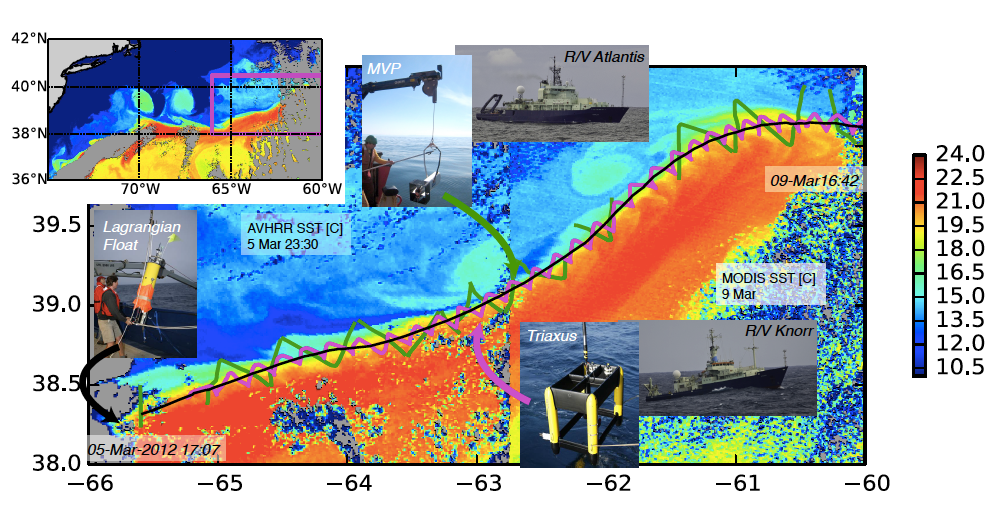 42°N
40°N
38°N
36°N
70°W
65°W
60°W
MVP
R/V Atlantis
Lagrangian
Float
AVHRR SST [C]
5 Mar 23:30
09-Mar16:42
MODIS SST [C]
9 Mar
Triaxus
R/V Knorr
05-Mar-2012 17:07
39.5
39.0
38.5
38.0
−66
−65
−64
−63
−62
−61
−60
24.0
22.5
21.0
19.5
18.0
16.5
15.0
13.5
12.0
10.5